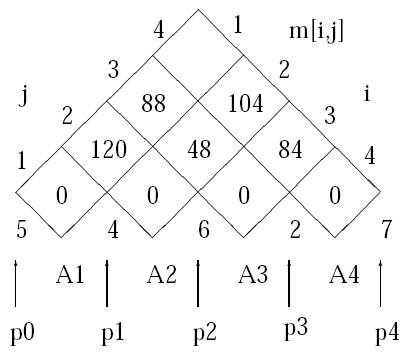 4 1 m[i,j]
3 2
j 88 104 i
2 3
120 48 84
1 4
0 0 0 0
5 4 6 2 7
A1 A2 A3 A4
p0 p1 p2 p3 p4